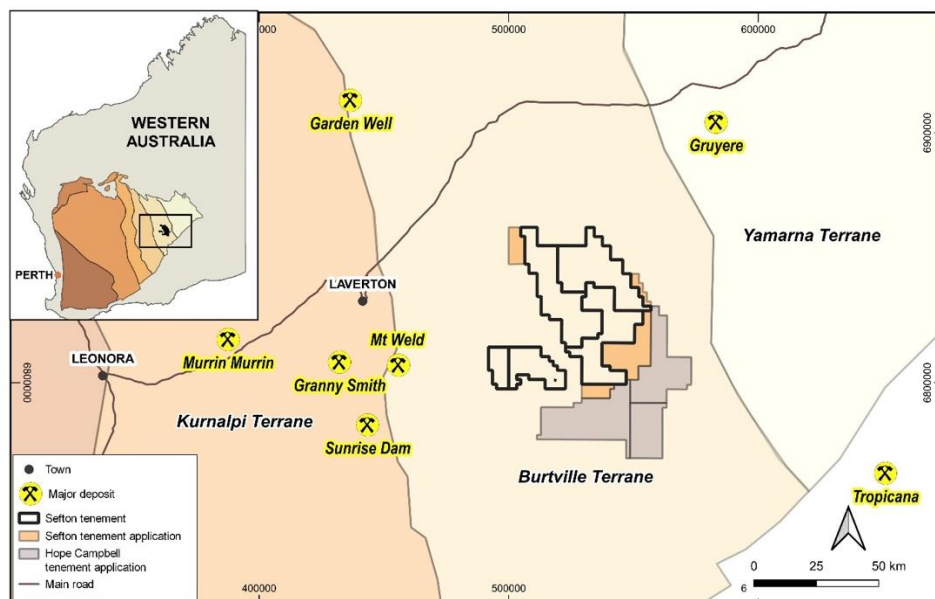 000
500000
600000
WESTERN
AUSTRALIA
PERTH
Garden Well
Gruyere
6900000
Yamarna Terrane
LAVERTON
Mt Weld
Murrin Murrin
LEONORA
Granny Smith
6800000
Kurnalpi Terrane
Sunrise Dam
Burtville Terrane
Tropicana
Town
Major deposit
Sefton tenement
Sefton tenement application
Hope Campbell
tenement application
Main road
0 25 50 km
6
400000
500000